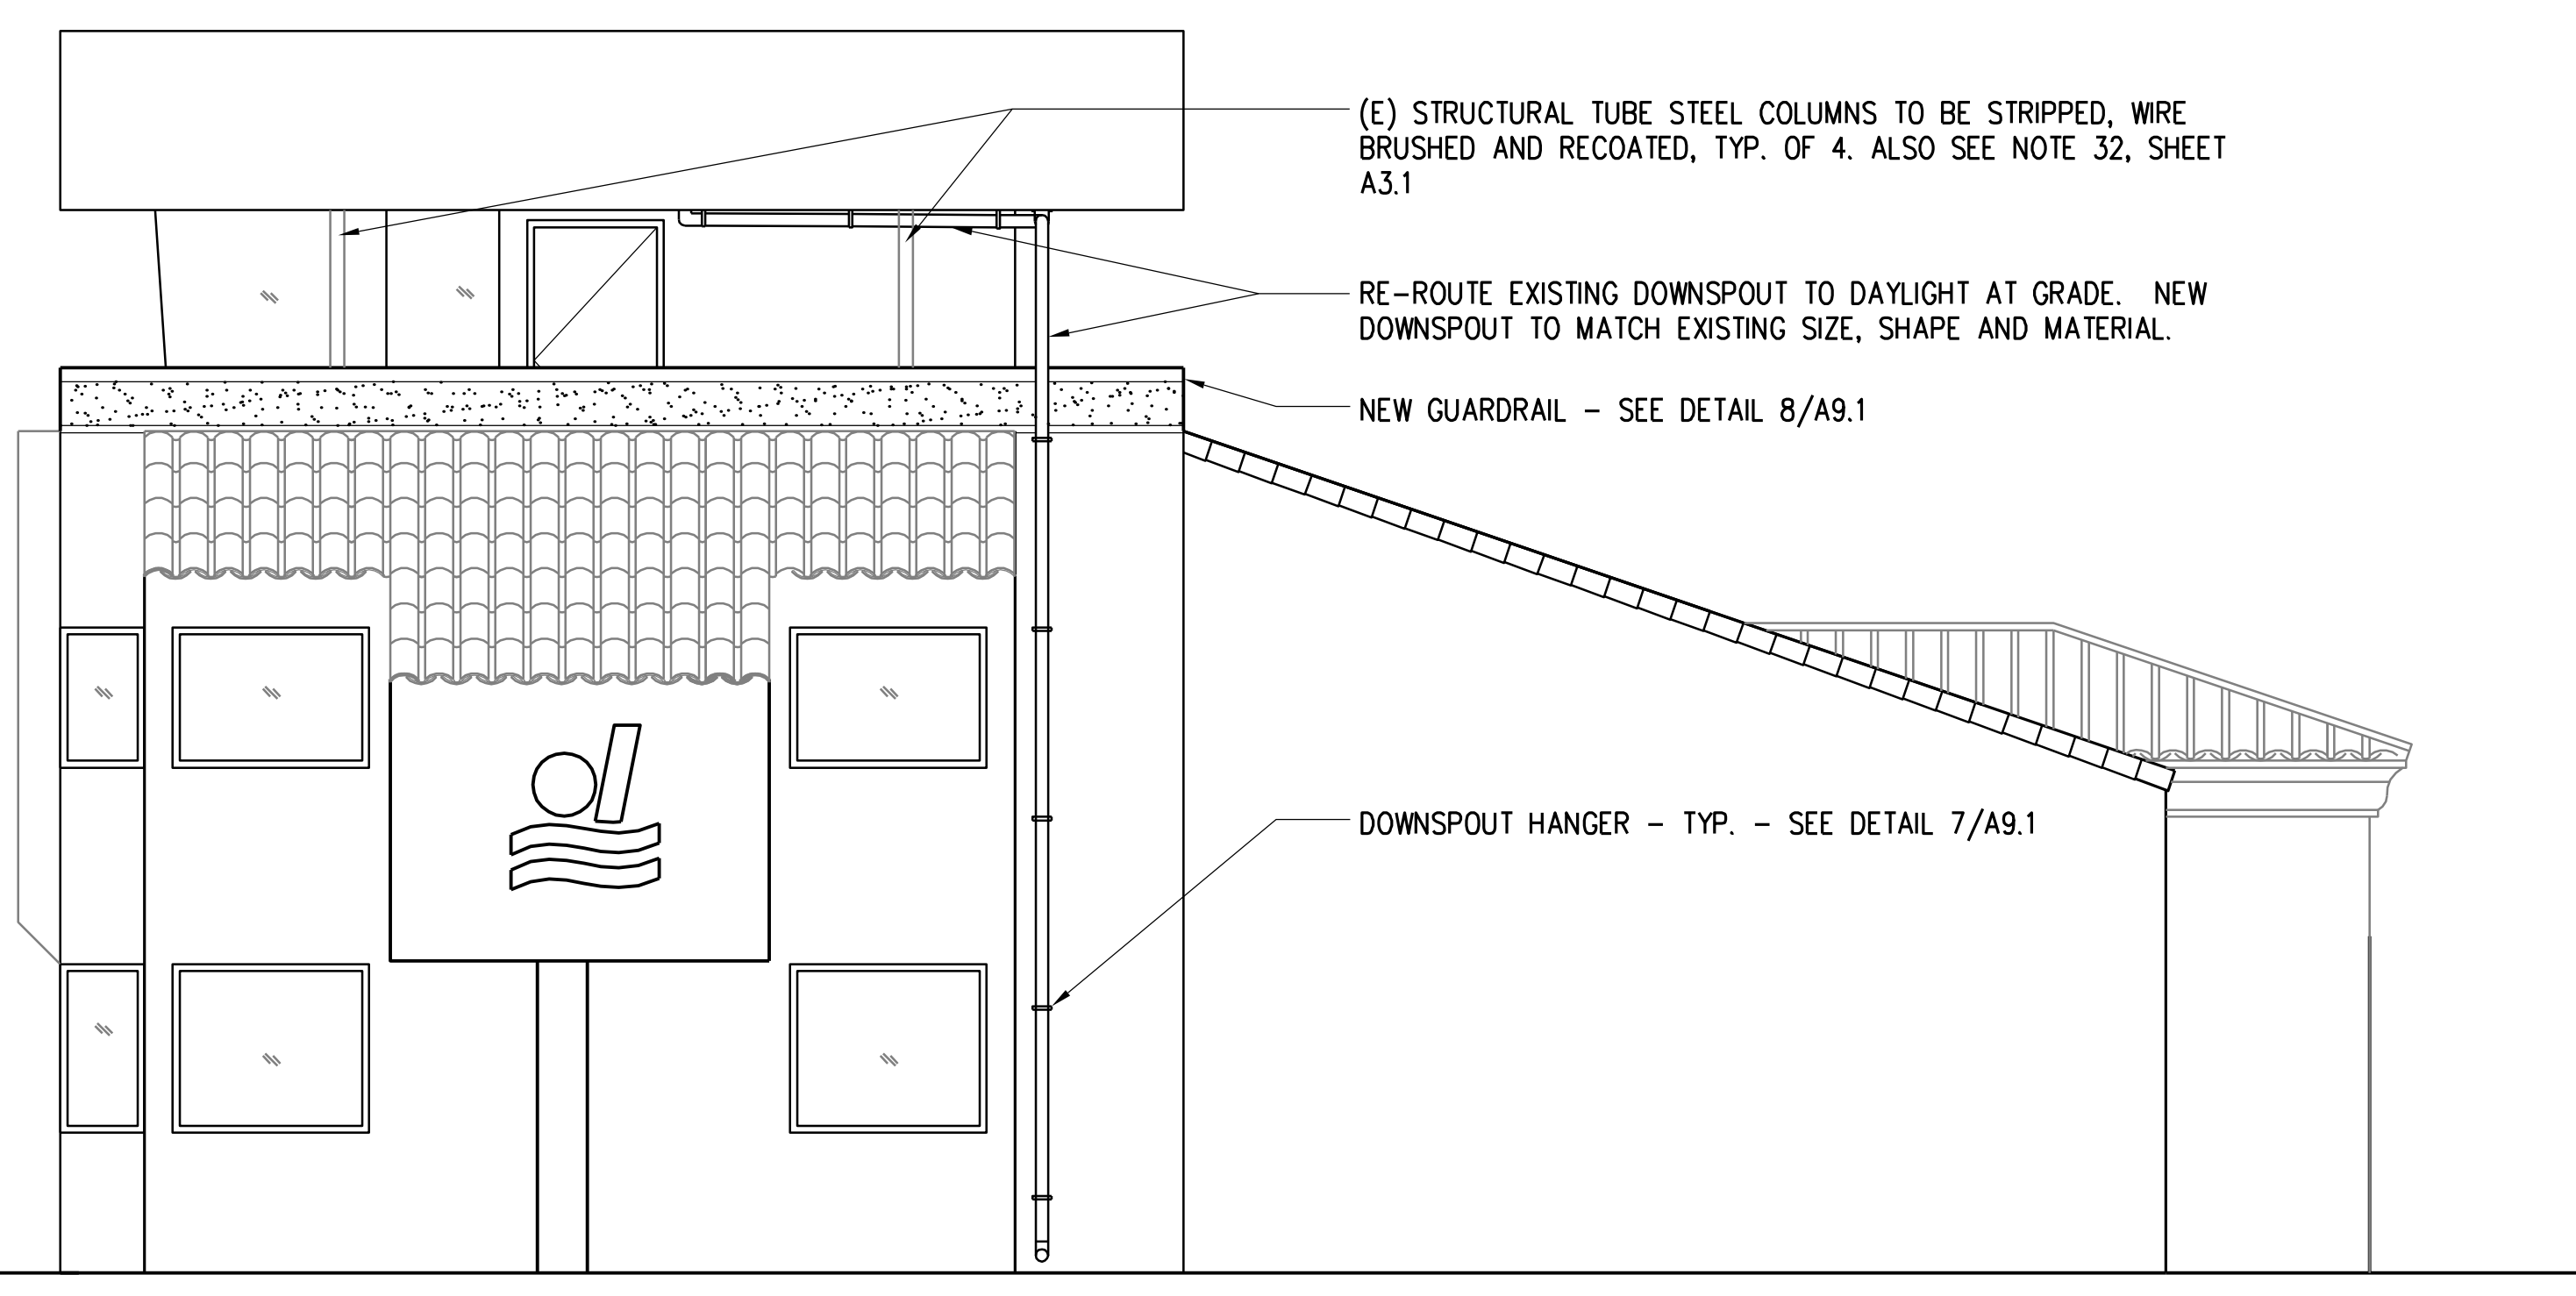 (E) STRUCTURAL TUBE STEEL COLUMNS TO BE STRIPPED, WIRE
BRUSHED AND RECOATED, TYP. OF 4. ALSO SEE NOTE 32, SHEET
A3.1
RE-ROUTE EXISTING DOWNSPOUT TO DAYLIGHT AT GRADE. NEW
DOWNSPOUT TO MATCH EXISTING SIZE, SHAPE AND MATERIAL.
NEW GUARDRAIL - SEE DETAIL 8/A9.1
DOWNSPOUT HANGER - TYP. - SEE DETAIL 7/A9.1